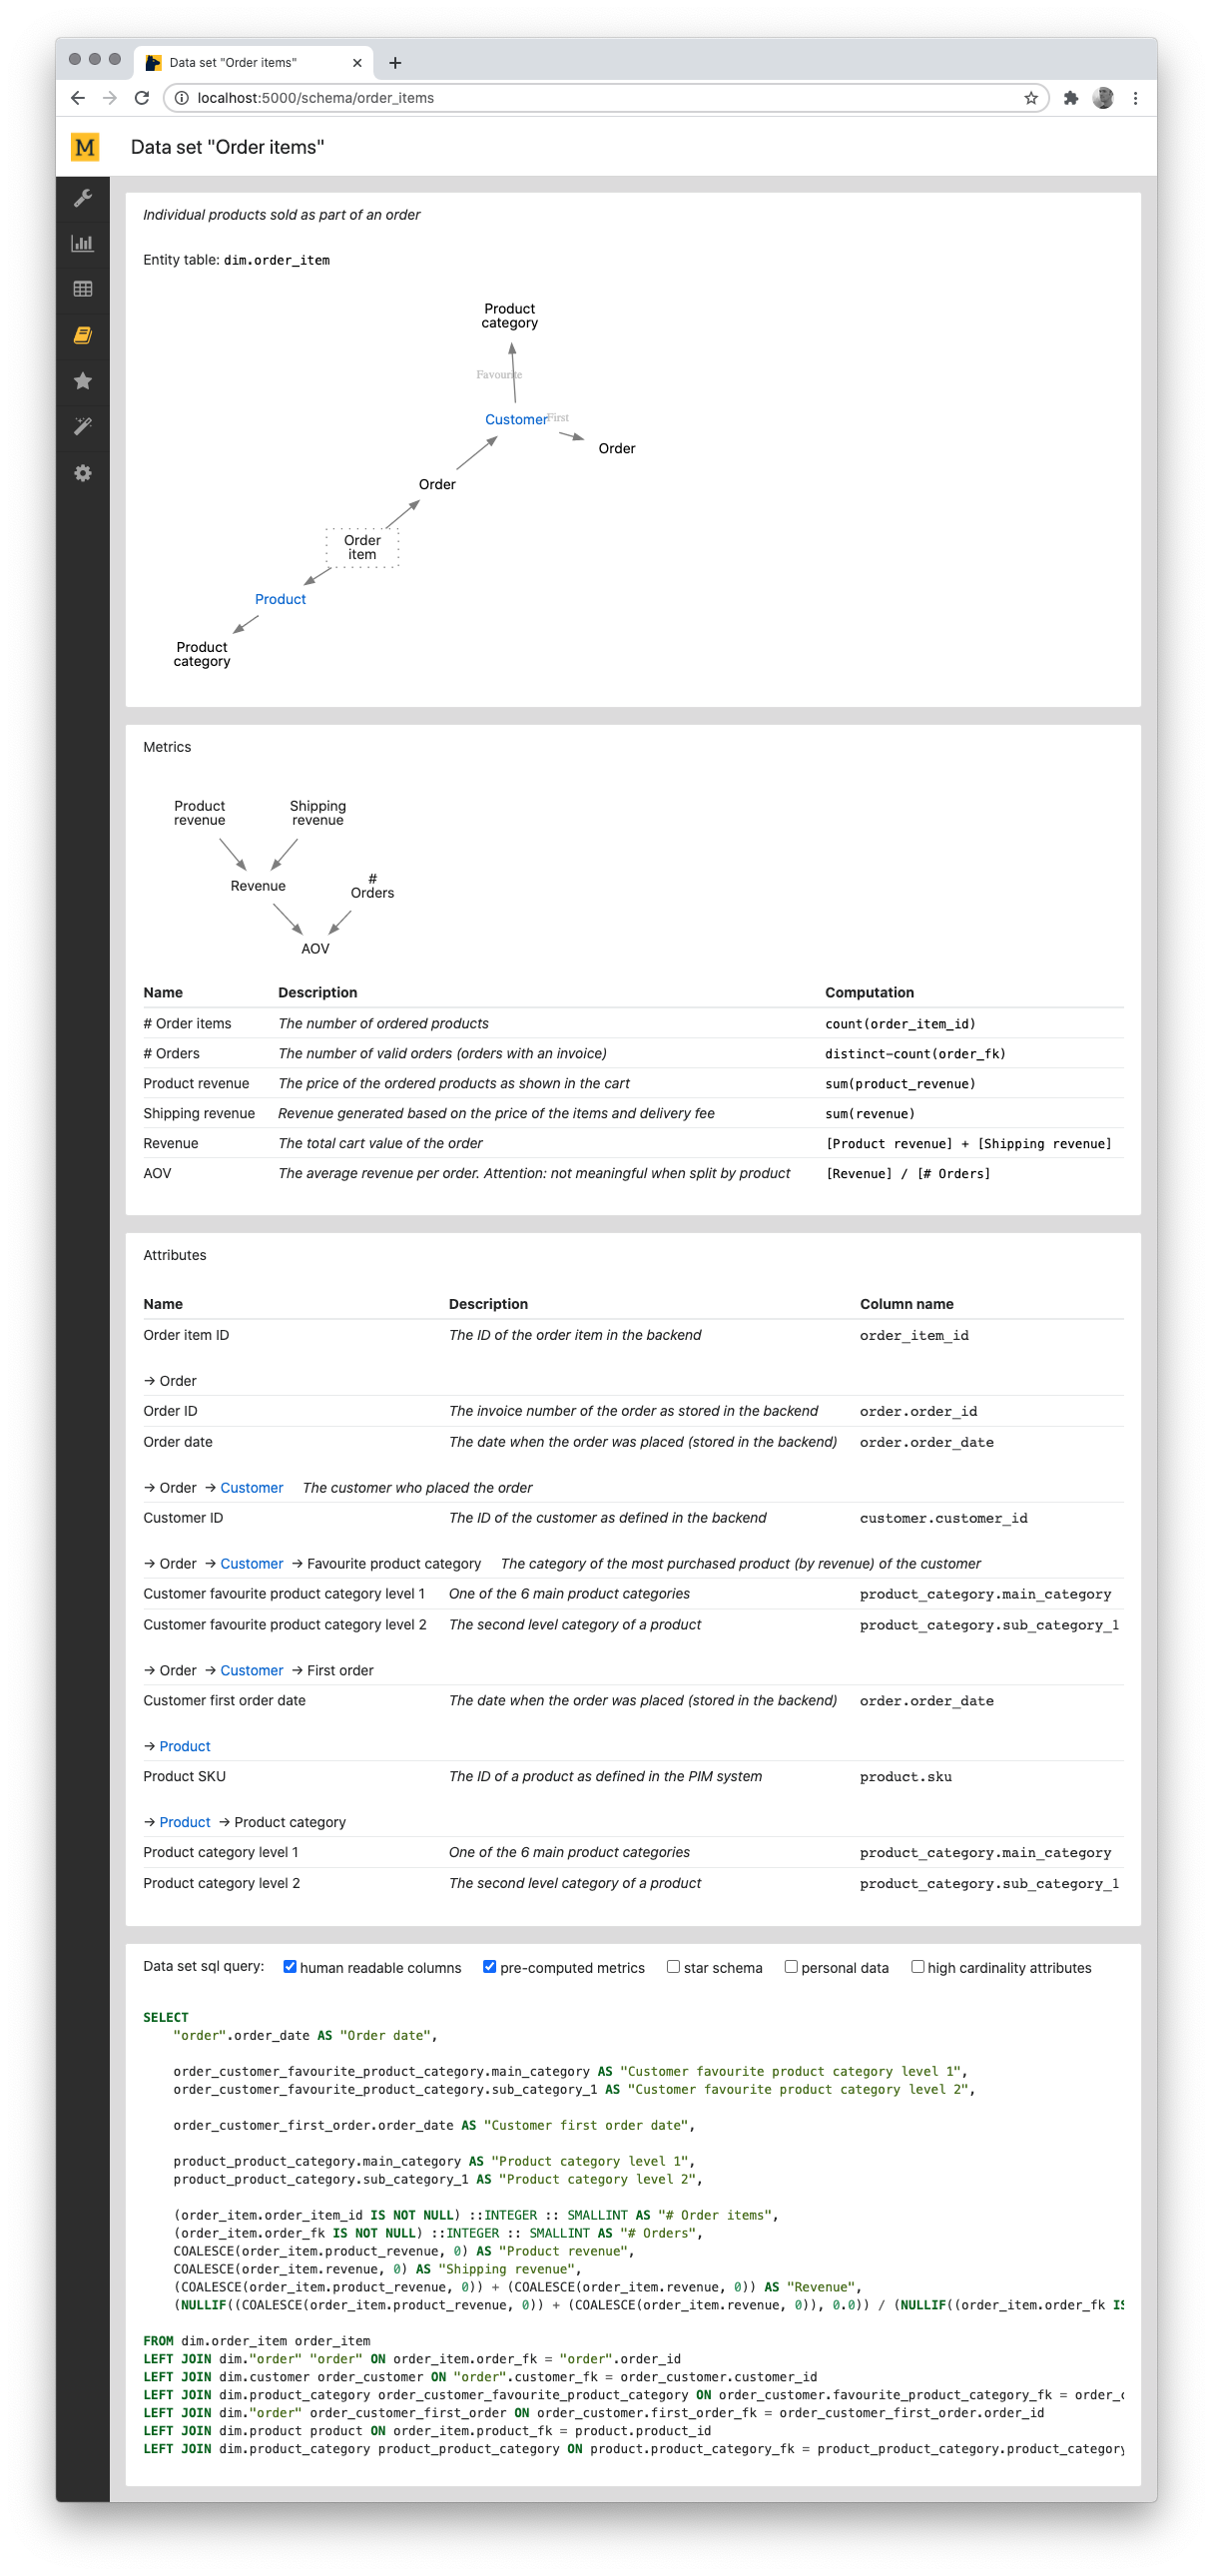 Data set "Order items"
localhost:5000/schema/order_items
M
Data set "Order items"
Individual products sold as part of an order
Entity table: dim.order_item
Product
category
Favourite
Customer
First
Order
Order
Order
item
Product
Product
category
Metrics
Product
revenue
Shipping
revenue
Revenue
#
Orders
AOV
Name Description Computation
# Order items The number of ordered products count(order_item_id)
# Orders The number of valid orders (orders with an invoice) distinct-count(order_fk)
Product revenue The price of the ordered products as shown in the cart sum(product_revenue)
Shipping revenue Revenue generated based on the price of the items and delivery fee sum(revenue)
Revenue The total cart value of the order [Product revenue] + [Shipping revenue]
AOV The average revenue per order. Attention: not meaningful when split by product [Revenue] / [# Orders]
Attributes
Name Description Column name
Order item ID The ID of the order item in the backend order_item_id
→ Order
Order ID The invoice number of the order as stored in the backend order.order_id
Order date The date when the order was placed (stored in the backend) order.order_date
→ Order → Customer The customer who placed the order
Customer ID The ID of the customer as defined in the backend customer.customer_id
→ Order → Customer → Favourite product category The category of the most purchased product (by revenue) of the customer
Customer favourite product category level 1 One of the 6 main product categories product_category.main_category
Customer favourite product category level 2 The second level category of a product product_category.sub_category_1
→ Order → Customer → First order
Customer first order date The date when the order was placed (stored in the backend) order.order_date
→ Product
Product SKU The ID of a product as defined in the PIM system product.sku
→ Product → Product category
Product category level 1 One of the 6 main product categories product_category.main_category
Product category level 2 The second level category of a product product_category.sub_category_1
Data set sql query: human readable columns pre-computed metrics star schema personal data high cardinality attributes
SELECT
"order".order_date AS "Order date",
order_customer_favourite_product_category.main_category AS "Customer favourite product category level 1",
order_customer_favourite_product_category.sub_category_1 AS "Customer favourite product category level 2",
order_customer_first_order.order_date AS "Customer first order date",
product_product_category.main_category AS "Product category level 1",
product_product_category.sub_category_1 AS "Product category level 2",
(order_item.order_item_id IS NOT NULL) ::INTEGER :: SMALLINT AS "# Order items",
(order_item.order_fk IS NOT NULL) ::INTEGER :: SMALLINT AS "# Orders",
COALESCE(order_item.product_revenue, 0) AS "Product revenue",
COALESCE(order_item.revenue, 0) AS "Shipping revenue",
(COALESCE(order_item.product_revenue, 0)) + (COALESCE(order_item.revenue, 0)) AS "Revenue",
(NULLIF((COALESCE(order_item.product_revenue, 0)) + (COALESCE(order_item.revenue, 0)), 0.0)) / (NULLIF((order_item.order_fk IS
FROM dim.order_item order_item
LEFT JOIN dim."order" "order" ON order_item.order_fk = "order".order_id
LEFT JOIN dim.customer order_customer ON "order".customer_fk = order_customer.customer_id
LEFT JOIN dim.product_category order_customer_favourite_product_category ON order_customer.favourite_product_category_fk = order_c
LEFT JOIN dim."order" order_customer_first_order ON order_customer.first_order_fk = order_customer_first_order.order_id
LEFT JOIN dim.product product ON order_item.product_fk = product.product_id
LEFT JOIN dim.product_category product_product_category ON product.product_category_fk = product_product_category.product_category